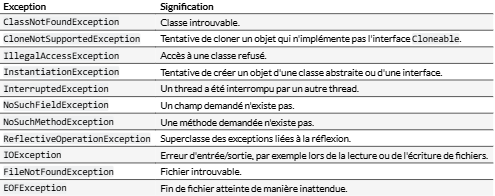 Exception Signification
ClassNotFoundException Classe introuvable.
CloneNotSupportedException Tentative de cloner un objet qui n'implémente pas l'interface Cloneable.
IllegalAccessException Accès à une classe refusé.
InstantiationException Tentative de créer un objet d'une classe abstraite ou d'une interface.
InterruptedException Un thread a été interrompu par un autre thread.
NoSuchFieldException Un champ demandé n'existe pas.
NoSuchMethodException Une méthode demandée n'existe pas.
ReflectiveOperationException Superclasse des exceptions liées à la réflexion.
IOException Erreur d'entrée/sortie, par exemple lors de la lecture ou de l'écriture de fichiers.
FileNotFoundException Fichier introuvable.
EOFException Fin de fichier atteinte de manière inattendue.